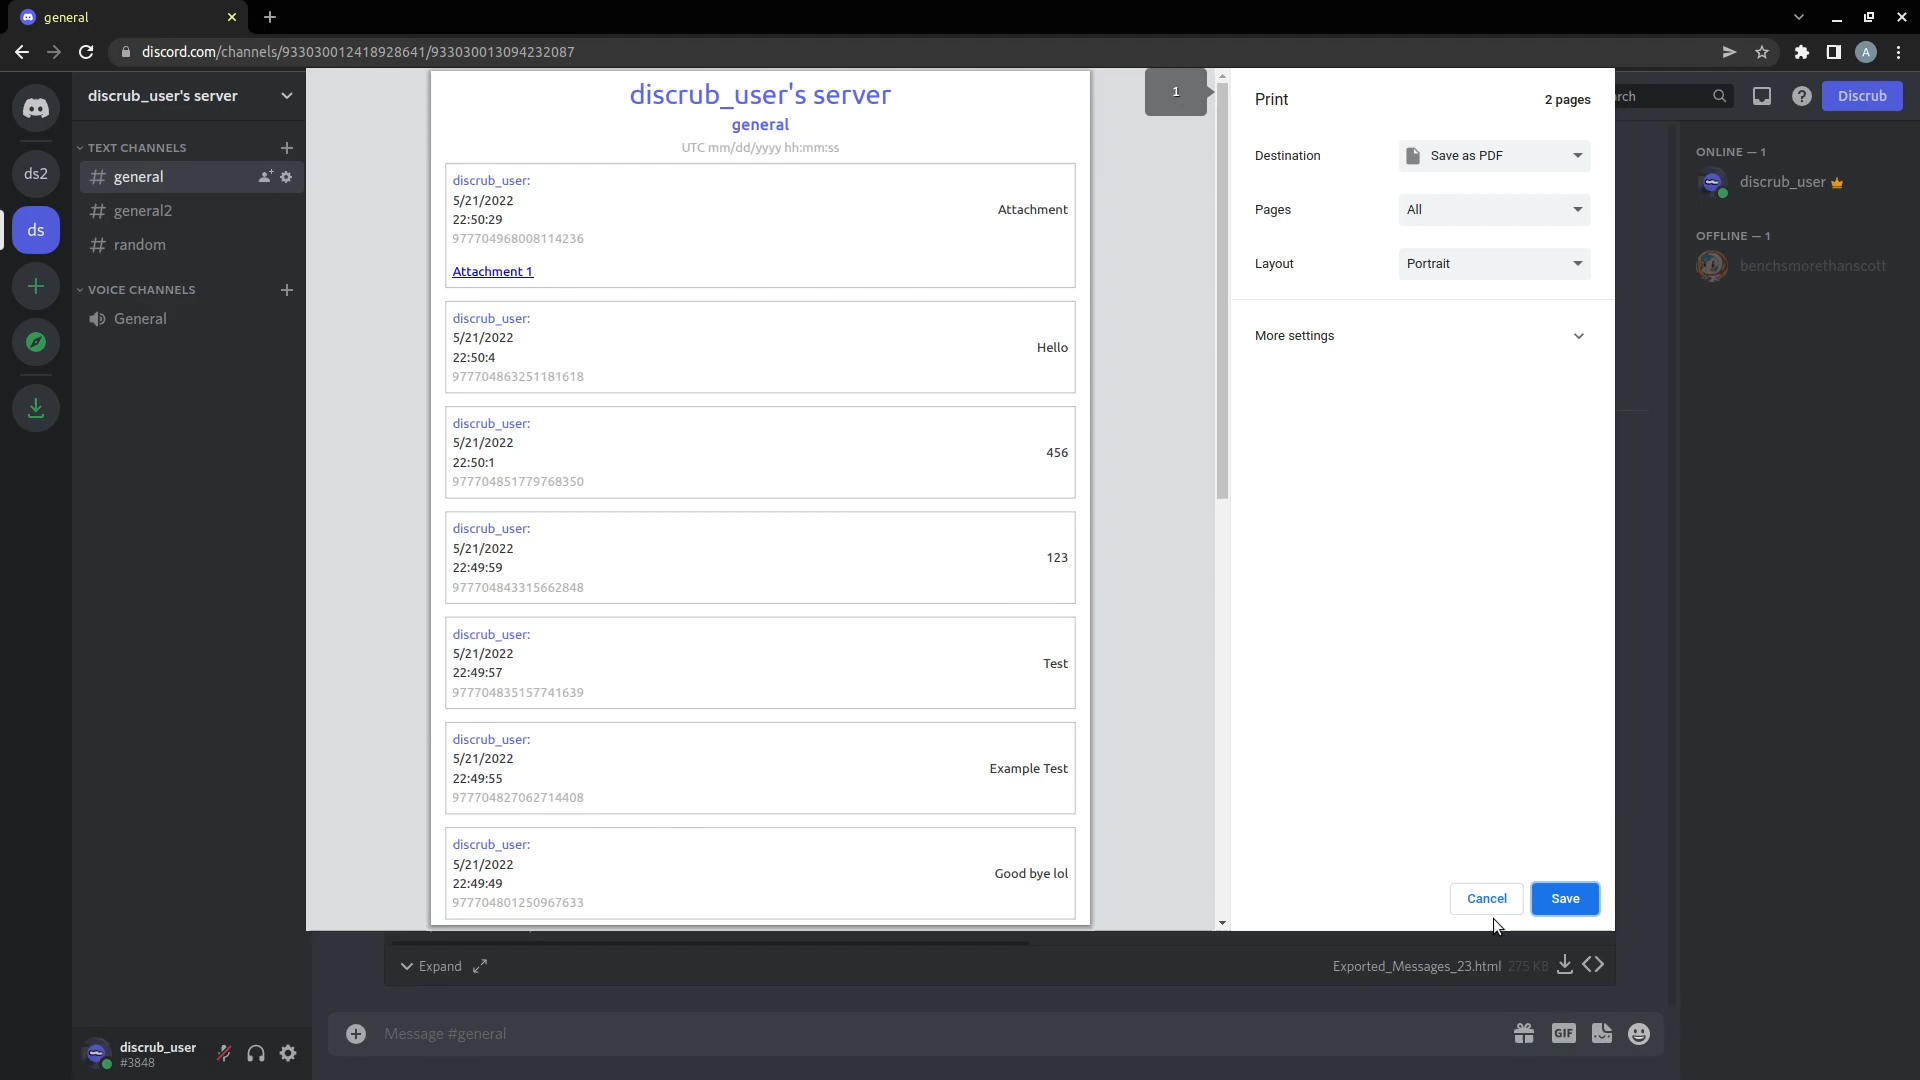 general
discord.com/channels/933030012418928641/933030013094232087
A
discrub_user's server
TEXT CHANNELS
general
general2
random
VOICE CHANNELS
General
ds2
ds
discrub_user
#3848
discrub_user's server
general
UTC mm/dd/yyyy hh:mm:ss
discrub_user:
5/21/2022
22:50:29
977704968008114236
Attachment
Attachment 1
discrub_user:
5/21/2022
22:50:4
977704863251181618
Hello
discrub_user:
5/21/2022
22:50:1
977704851779768350
456
discrub_user:
5/21/2022
22:49:59
977704843315662848
123
discrub_user:
5/21/2022
22:49:57
977704835157741639
Test
discrub_user:
5/21/2022
22:49:55
977704827062714408
Example Test
discrub_user:
5/21/2022
22:49:49
977704801250967633
Good bye lol
1
Print
2 pages
Destination
Save as PDF
Pages
All
Layout
Portrait
More settings
Cancel
Save
Expand
Exported_Messages_23.html 275 KB
Message #general
GIF
rch
Discrub
ONLINE — 1
discrub_user
OFFLINE — 1
benchsmorethanscott